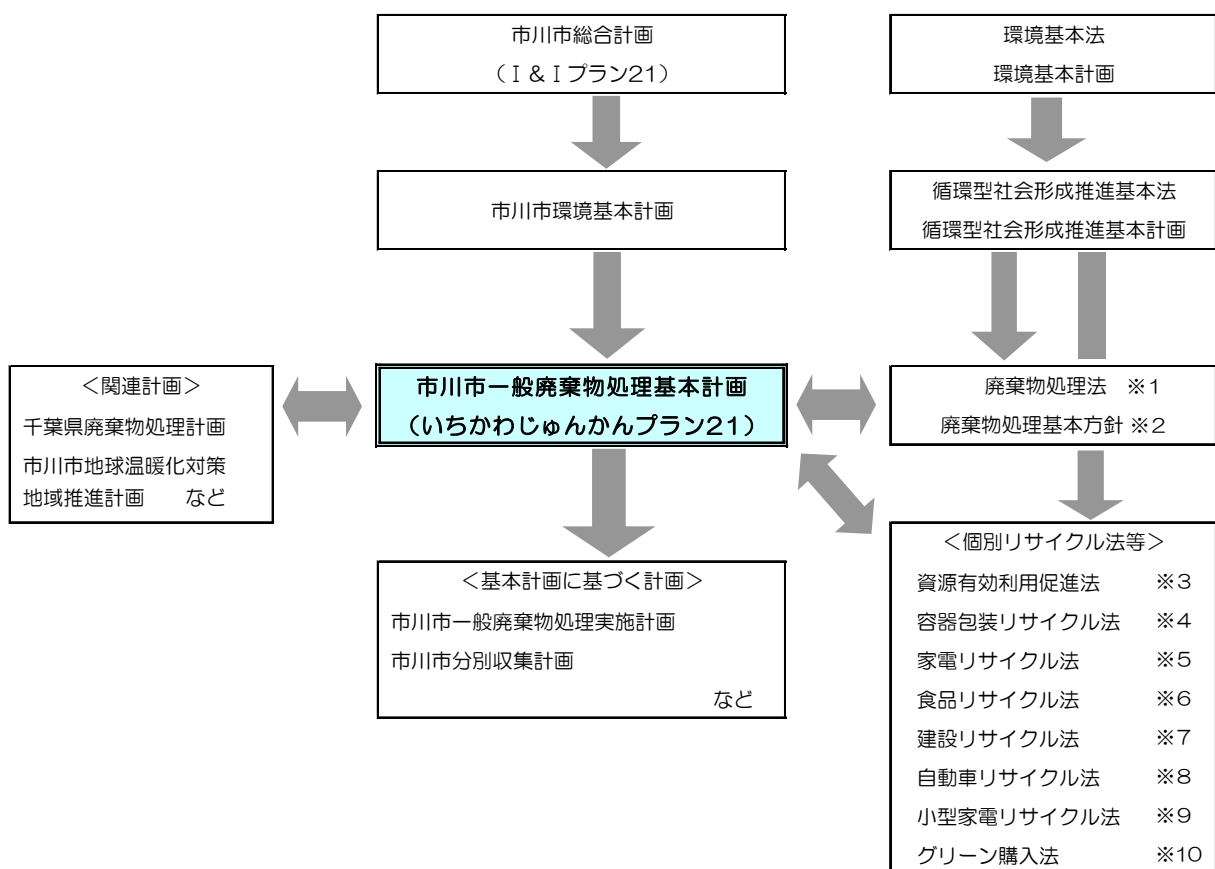 市川市総合計画
（Ｉ＆Ｉプラン21）
環境基本法
環境基本計画
市川市環境基本計画
循環型社会形成推進基本法
循環型社会形成推進基本計画
＜関連計画＞
千葉県廃棄物処理計画
市川市地球温暖化対策
地域推進計画　　など
市川市一般廃棄物処理基本計画
（いちかわじゅんかんプラン21）
廃棄物処理法　※１
廃棄物処理基本方針 ※２
＜基本計画に基づく計画＞
市川市一般廃棄物処理実施計画
市川市分別収集計画
など
＜個別リサイクル法等＞
資源有効利用促進法　※３
容器包装リサイクル法　※４
家電リサイクル法　※５
食品リサイクル法　※６
建設リサイクル法　※７
自動車リサイクル法　※８
小型家電リサイクル法　※９
グリーン購入法　※10